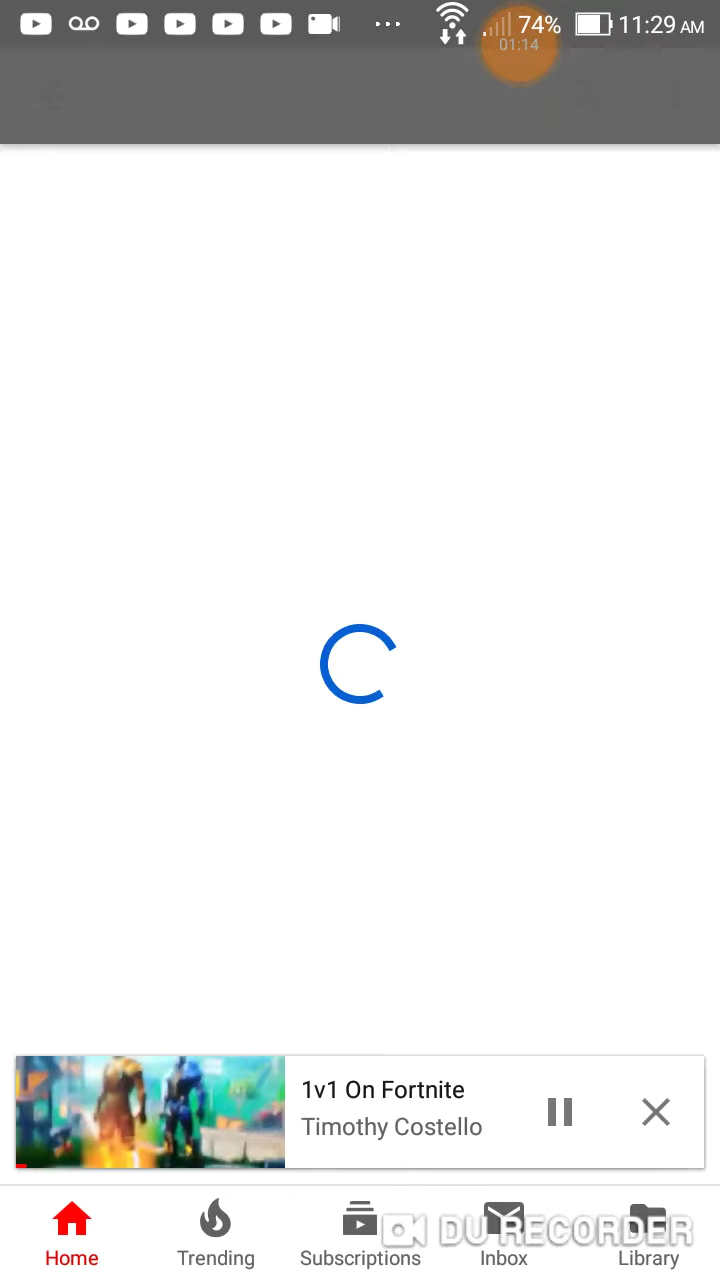 74% 11:29 AM
01:14
1v1 On Fortnite
Timothy Costello
DU RECORDER
Home Trending Subscriptions Inbox Library